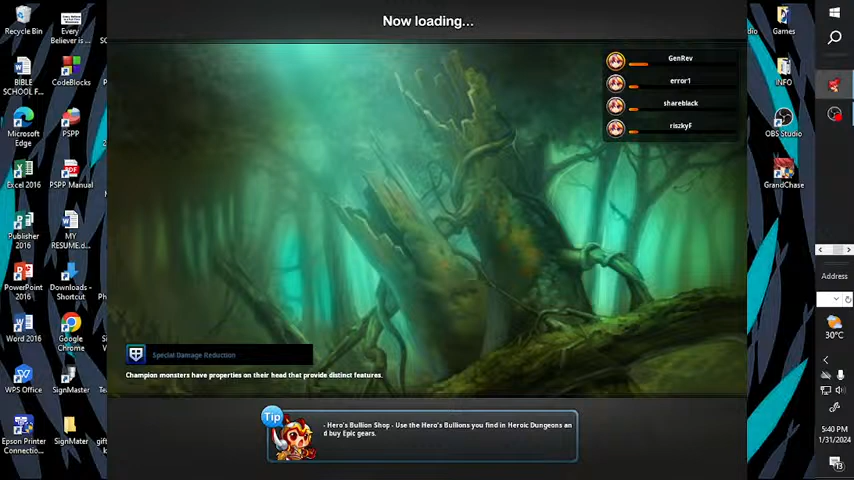 Now loading...
GenRev
error1
shareblack
riszkyF
Special Damage Reduction
Champion monsters have properties on their head that provide distinct features.
Tip
- Hero's Bullion Shop - Use the Hero's Bullions you find in Heroic Dungeons an
d buy Epic gears.
Recycle Bin
Every
Believer is a...
BIBLE
SCHOOL F...
CodeBlocks
Microsoft
Edge
PSPP
Excel 2016
PSPP Manual
Publisher
2016
MY
RESUME.d...
PowerPoint
2016
Downloads -
Shortcut
Word 2016
Google
Chrome
WPS Office
SignMaster
Epson Printer
Connection...
SignMater
Games
INFO
OBS Studio
GrandChase
Address
30°C
5:40 PM
1/31/2024
13